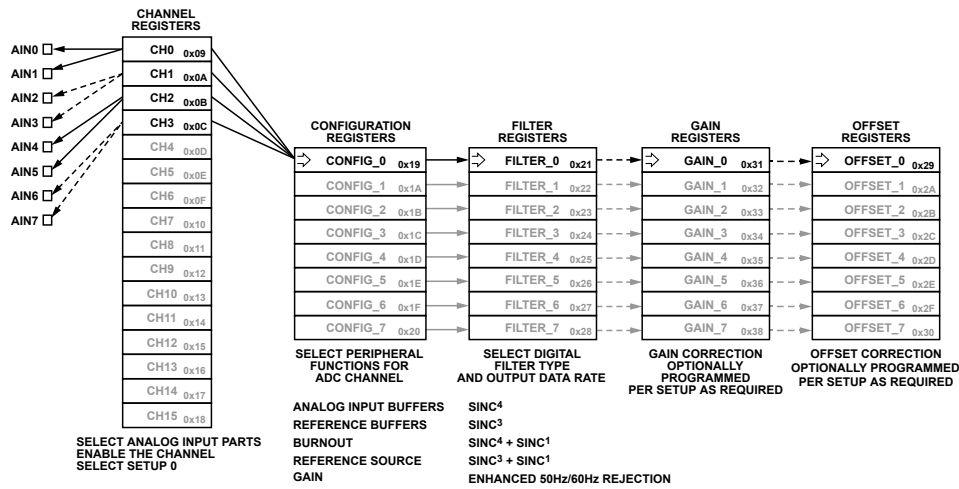 CHANNEL
REGISTERS
AIN0
AIN1
AIN2
AIN3
AIN4
AIN5
AIN6
AIN7
CH0 0x09
CH1 0x0A
CH2 0x0B
CH3 0x0C
CH4 0x0D
CH5 0x0E
CH6 0x0F
CH7 0x10
CH8 0x11
CH9 0x12
CH10 0x13
CH11 0x14
CH12 0x15
CH13 0x16
CH14 0x17
CH15 0x18
SELECT ANALOG INPUT PARTS
ENABLE THE CHANNEL
SELECT SETUP 0
CONFIGURATION
REGISTERS
CONFIG_0 0x19
CONFIG_1 0x1A
CONFIG_2 0x1B
CONFIG_3 0x1C
CONFIG_4 0x1D
CONFIG_5 0x1E
CONFIG_6 0x1F
CONFIG_7 0x20
SELECT PERIPHERAL
FUNCTIONS FOR
ADC CHANNEL
ANALOG INPUT BUFFERS
REFERENCE BUFFERS
BURNOUT
REFERENCE SOURCE
GAIN
FILTER
REGISTERS
FILTER_0 0x21
FILTER_1 0x22
FILTER_2 0x23
FILTER_3 0x24
FILTER_4 0x25
FILTER_5 0x26
FILTER_6 0x27
FILTER_7 0x28
SELECT DIGITAL
FILTER TYPE
AND OUTPUT DATA RATE
SINC⁴
SINC³
SINC⁴ + SINC¹
SINC³ + SINC¹
ENHANCED 50Hz/60Hz REJECTION
GAIN
REGISTERS
GAIN_0 0x31
GAIN_1 0x32
GAIN_2 0x33
GAIN_3 0x34
GAIN_4 0x35
GAIN_5 0x36
GAIN_6 0x37
GAIN_7 0x38
GAIN CORRECTION
OPTIONALLY
PROGRAMMED
PER SETUP AS REQUIRED
OFFSET
REGISTERS
OFFSET_0 0x29
OFFSET_1 0x2A
OFFSET_2 0x2B
OFFSET_3 0x2C
OFFSET_4 0x2D
OFFSET_5 0x2E
OFFSET_6 0x2F
OFFSET_7 0x30
OFFSET CORRECTION
OPTIONALLY PROGRAMMED
PER SETUP AS REQUIRED